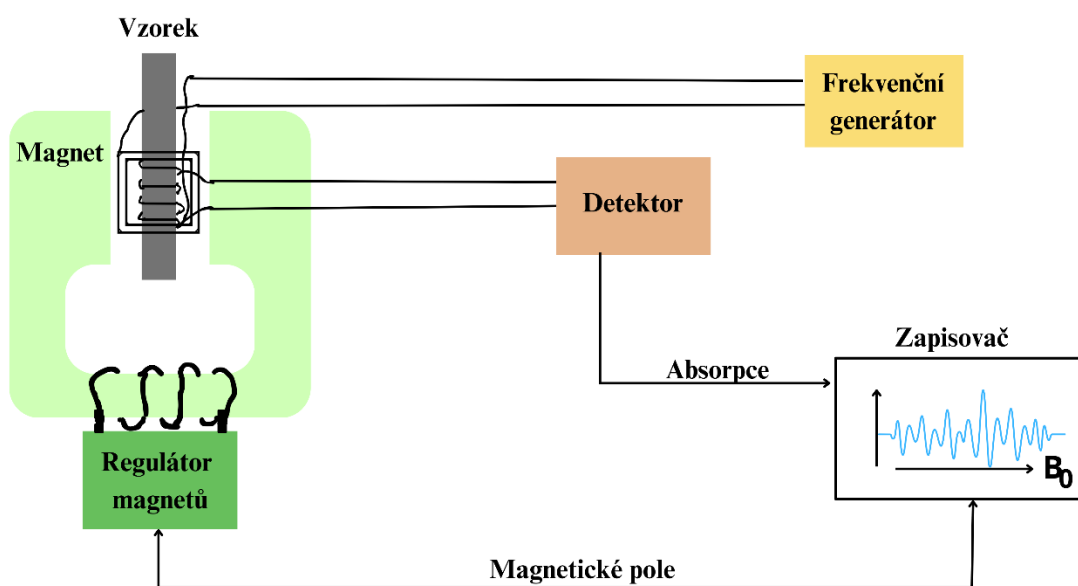 Vzorek
Frekvenční
generátor
Magnet
Detektor
Zapisovač
Absorpce
B₀
Regulátor
magnetů
Magnetické pole